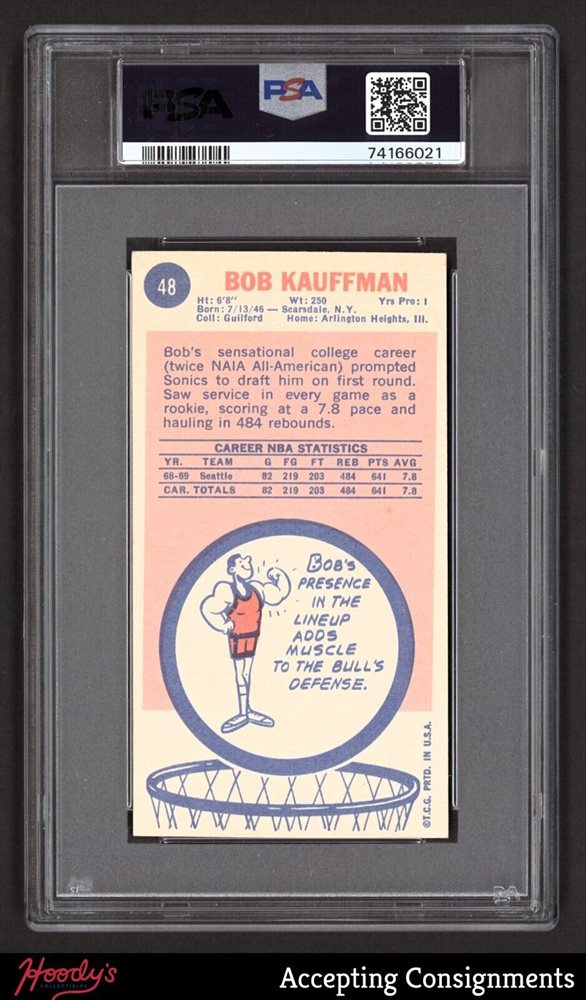 PSA
PSA
74166021
48
BOB KAUFFMAN
Ht: 6'8" Wt: 250 Yrs Pro: 1
Born: 7/13/46 — Scarsdale, N.Y.
Coll: Guilford Home: Arlington Heights, Ill.
Bob's sensational college career
(twice NAIA All-American) prompted
Sonics to draft him on first round.
Saw service in every game as a
rookie, scoring at a 7.8 pace and
hauling in 484 rebounds.
CAREER NBA STATISTICS
YR. TEAM G FG FT REB PTS AVG
68-69 Seattle 82 219 203 484 641 7.8
CAR. TOTALS 82 219 203 484 641 7.8
BOB'S
PRESENCE
IN THE
LINEUP
ADDS
MUSCLE
TO THE BULL'S
DEFENSE.
©T.C.G. PRTD. IN U.S.A.
Hoody's
COLLECTIBLES
Accepting Consignments